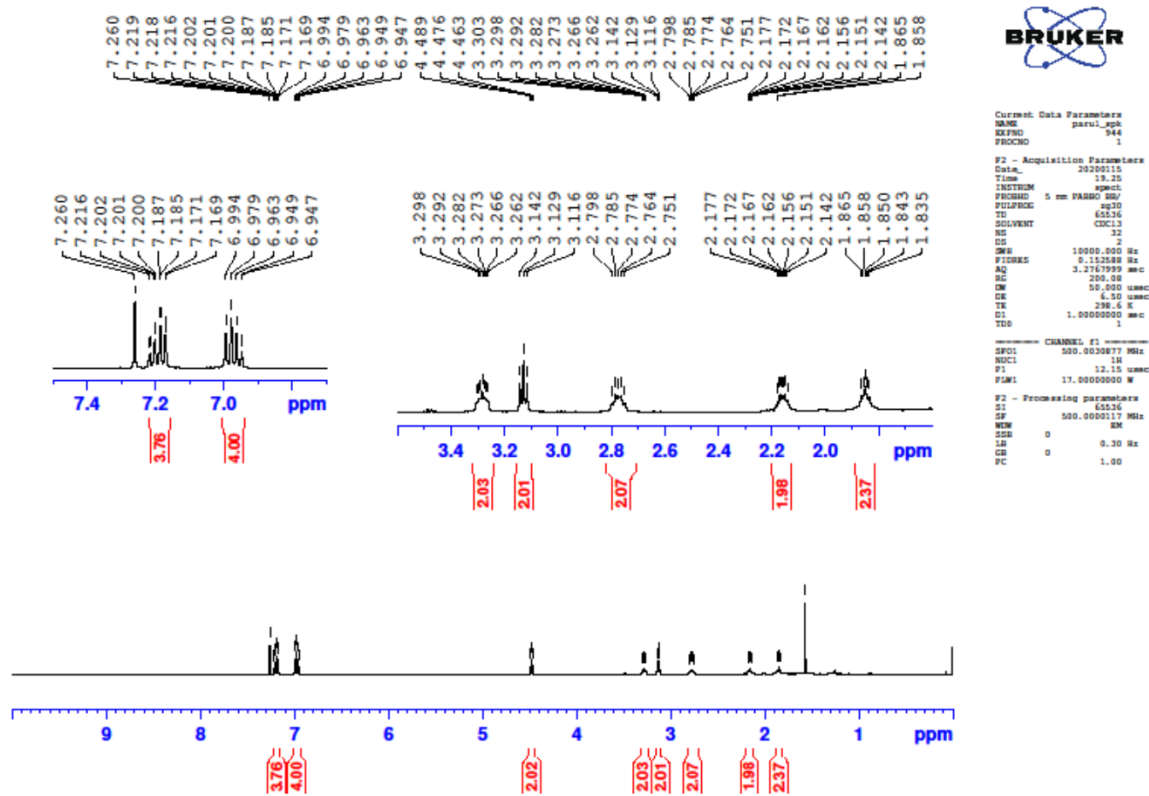 7.260 7.219 7.218 7.216 7.202 7.201 7.200 7.187 7.185 7.171 7.169 6.994 6.979 6.963 6.949 6.947 4.489 4.476 4.463 3.303 3.298 3.292 3.282 3.273 3.266 3.262 3.142 3.129 3.116 2.798 2.785 2.774 2.764 2.751 2.177 2.172 2.167 2.162 2.156 2.151 2.142 1.865 1.858
BRUKER
7.260 7.216 7.202 7.201 7.200 7.187 7.185 7.171 7.169 6.994 6.979 6.963 6.949 6.947
3.298 3.292 3.282 3.273 3.266 3.262 3.142 3.129 3.116 2.798 2.785 2.774 2.764 2.751 2.177 2.172 2.167 2.162 2.156 2.151 2.142 1.865 1.858 1.850 1.843 1.835
7.4 7.2 7.0 ppm
3.76 4.00
3.4 3.2 3.0 2.8 2.6 2.4 2.2 2.0 ppm
2.03 2.01 2.07 1.98 2.37
Current Data Parameters
NAME parul_spk
EXPNO 944
PROCNO 1
F2 - Acquisition Parameters
Date_ 20200115
Time 19.25
INSTRUM spect
PROBHD 5 mm PABBO BB/
PULPROG zg30
TD 65536
SOLVENT CDCl3
NS 32
DS 2
SWH 10000.000 Hz
FIDRES 0.152588 Hz
AQ 3.2767999 sec
RG 200.08
DW 50.000 usec
DE 6.50 usec
TE 298.6 K
D1 1.00000000 sec
TD0 1
======== CHANNEL f1 ========
SFO1 500.0030877 MHz
NUC1 1H
P1 12.15 usec
PLW1 17.00000000 W
F2 - Processing parameters
SI 65536
SF 500.0000117 MHz
WDW EM
SSB 0
LB 0.30 Hz
GB 0
PC 1.00
9 8 7 6 5 4 3 2 1 ppm
3.76 4.00 2.02 2.03 2.01 2.07 1.98 2.37